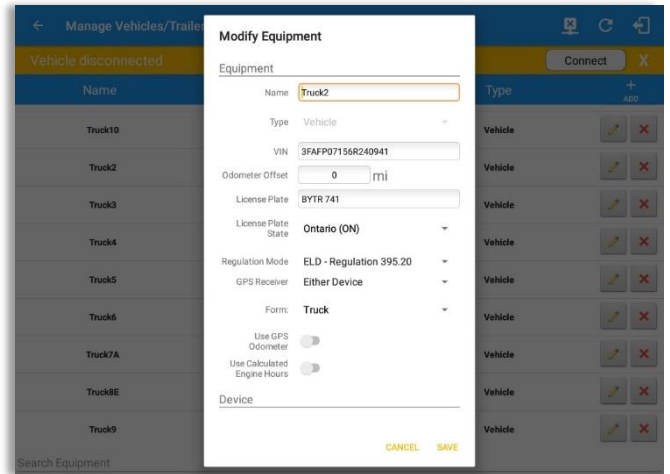 Manage Vehicles/Trailer
Vehicle disconnected
Connect
X
Name
Type
ADD
Truck10
Vehicle
Truck2
Vehicle
Truck3
Vehicle
Truck4
Vehicle
Truck5
Vehicle
Truck6
Vehicle
Truck7A
Vehicle
Truck8E
Vehicle
Truck9
Vehicle
Search Equipment
Modify Equipment
Equipment
Name Truck2
Type Vehicle
VIN 3FAFP07156R240941
Odometer Offset 0 mi
License Plate BYTR 741
License Plate
State Ontario (ON)
Regulation Mode ELD - Regulation 395.20
GPS Receiver Either Device
Form: Truck
Use GPS
Odometer
Use Calculated
Engine Hours
Device
CANCEL SAVE